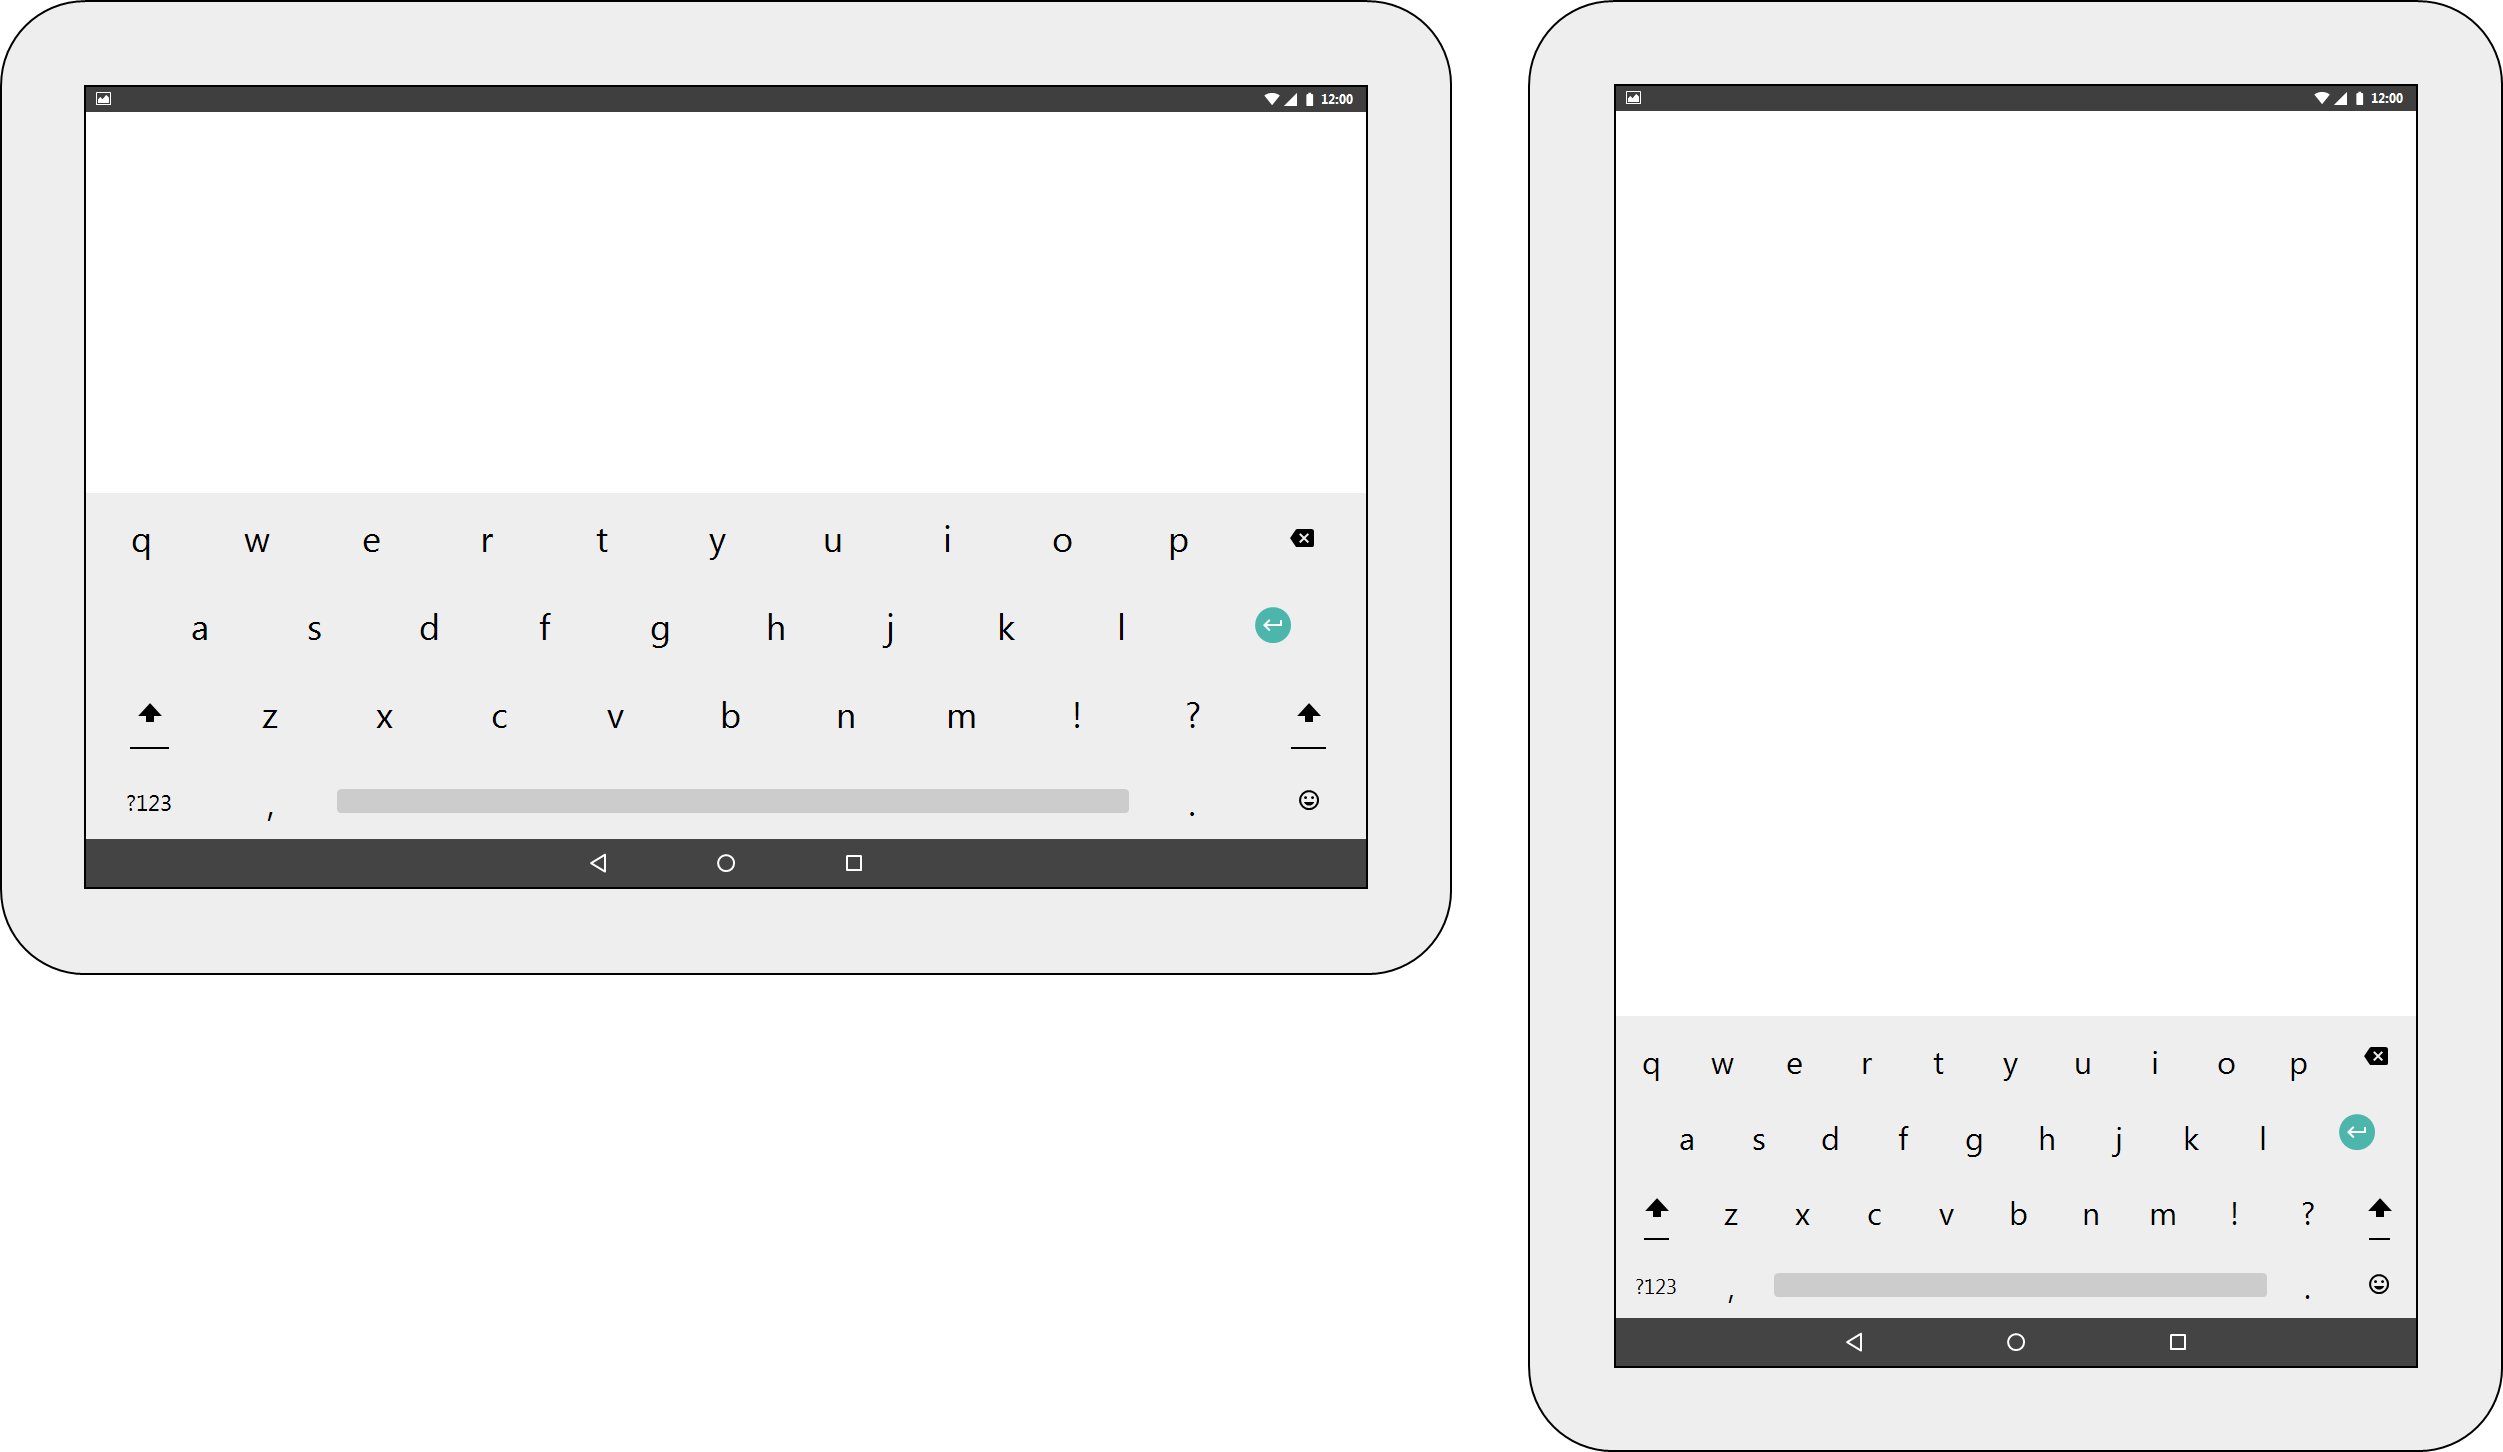 12:00
q w e r t y u i o p
a s d f g h j k l
z x c v b n m ! ?
?123 , .
12:00
q w e r t y u i o p
a s d f g h j k l
z x c v b n m ! ?
?123 , .